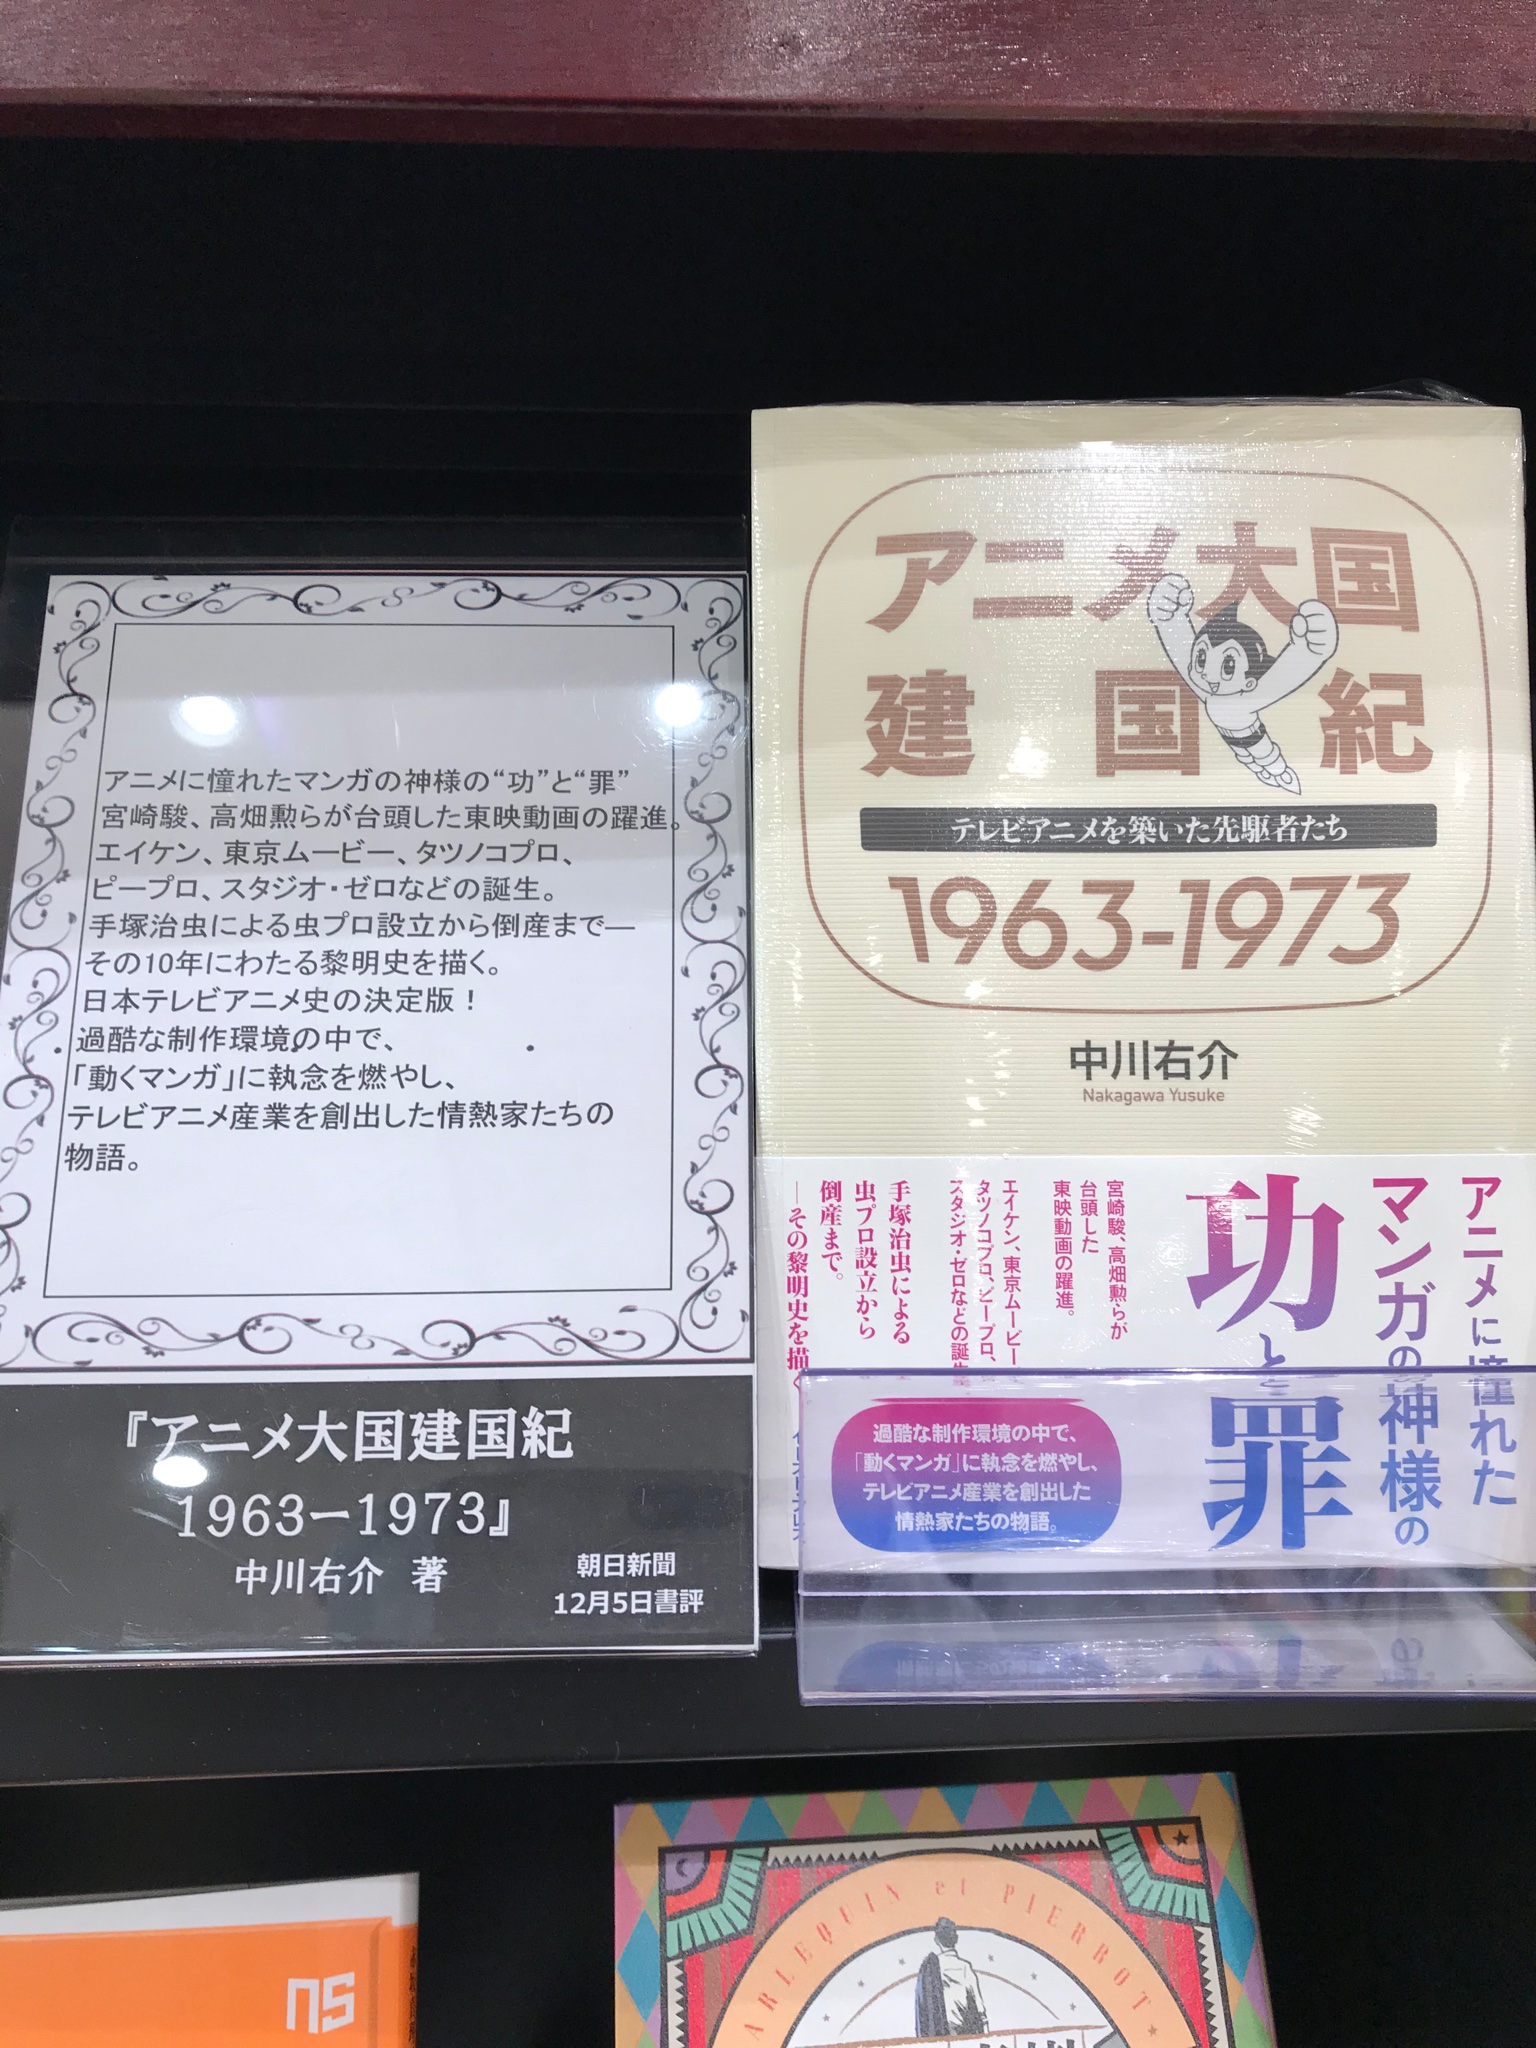 アニメに憧れたマンガの神様の“功”と“罪”
宮崎駿、高畑勲らが台頭した東映動画の躍進。
エイケン、東京ムービー、タツノコプロ、
ピープロ、スタジオ・ゼロなどの誕生。
手塚治虫による虫プロ設立から倒産まで―
その10年にわたる黎明史を描く。
日本テレビアニメ史の決定版！
過酷な制作環境の中で、
「動くマンガ」に執念を燃やし、
テレビアニメ産業を創出した情熱家たちの
物語。
『アニメ大国建国紀
1963ー1973』
中川右介 著
朝日新聞
12月5日書評
アニメ大国
建国紀
テレビアニメを築いた先駆者たち
1963-1973
中川右介
Nakagawa Yusuke
アニメに憧れた
マンガの神様の
功と罪
宮崎駿、高畑勲らが
台頭した
東映動画の躍進。
エイケン、東京ムービー
タツノコプロ、ピープロ、
スタジオ・ゼロなどの誕生
手塚治虫による
虫プロ設立から
倒産まで。
―その黎明史を描く
過酷な制作環境の中で、
「動くマンガ」に執念を燃やし、
テレビアニメ産業を創出した
情熱家たちの物語。
ns
ARLEQUIN et PIERROT